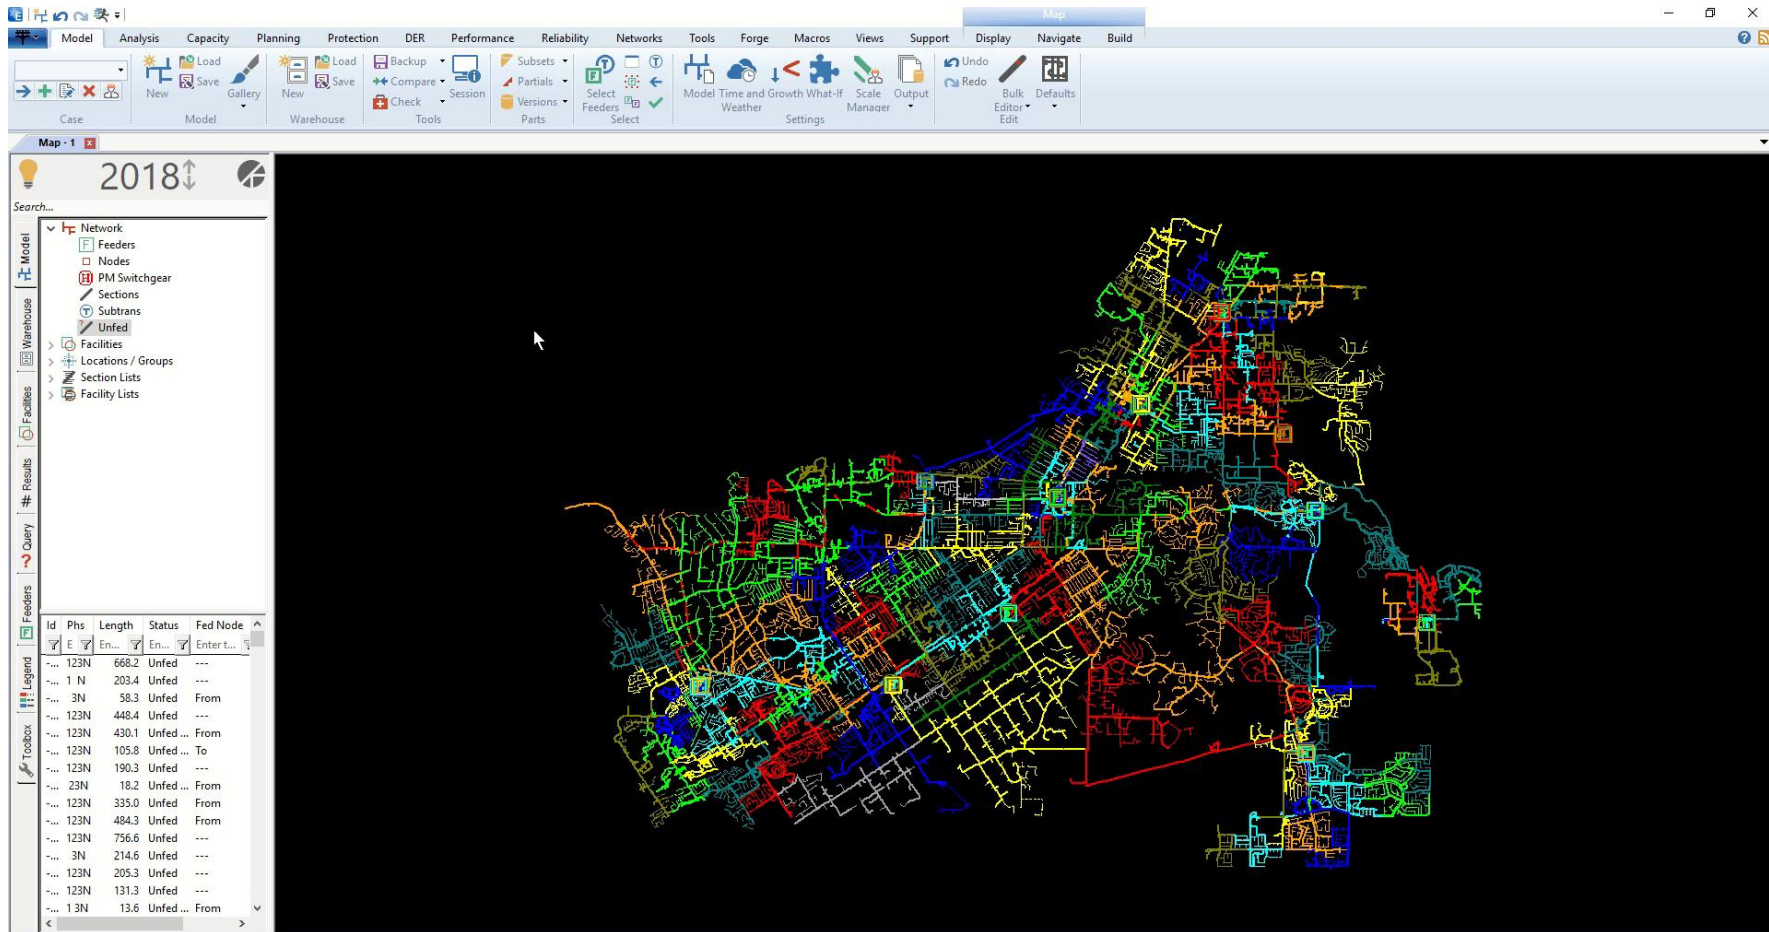 Map
Model Analysis Capacity Planning Protection DER Performance Reliability Networks Tools Forge Macros Views Support Display Navigate Build
Load Load Backup Subsets Undo
Save Save Compare Partials Redo
New Gallery New Check Session Versions Select Feeders Model Time and Weather Growth What-If Scale Manager Output Bulk Editor Defaults
Case Model Warehouse Tools Parts Select Settings Edit
Map - 1
2018
Search...
Network
F Feeders
Nodes
PM Switchgear
Sections
T Subtrans
Unfed
Facilities
Locations / Groups
Section Lists
Facility Lists
Model
Warehouse
Facilities
# Results
? Query
F Feeders
Legend
Toolbox
Id Phs Length Status Fed Node
E En... En... Enter t...
-... 123N 668.2 Unfed ---
-... 1 N 203.4 Unfed ---
-... 3N 58.3 Unfed From
-... 123N 448.4 Unfed ---
-... 123N 430.1 Unfed ... From
-... 123N 105.8 Unfed ... To
-... 123N 190.3 Unfed ---
-... 23N 18.2 Unfed ... From
-... 123N 335.0 Unfed From
-... 123N 484.3 Unfed From
-... 123N 756.6 Unfed ---
-... 3N 214.6 Unfed ---
-... 123N 205.3 Unfed ---
-... 123N 131.3 Unfed ---
-... 1 3N 13.6 Unfed ... From